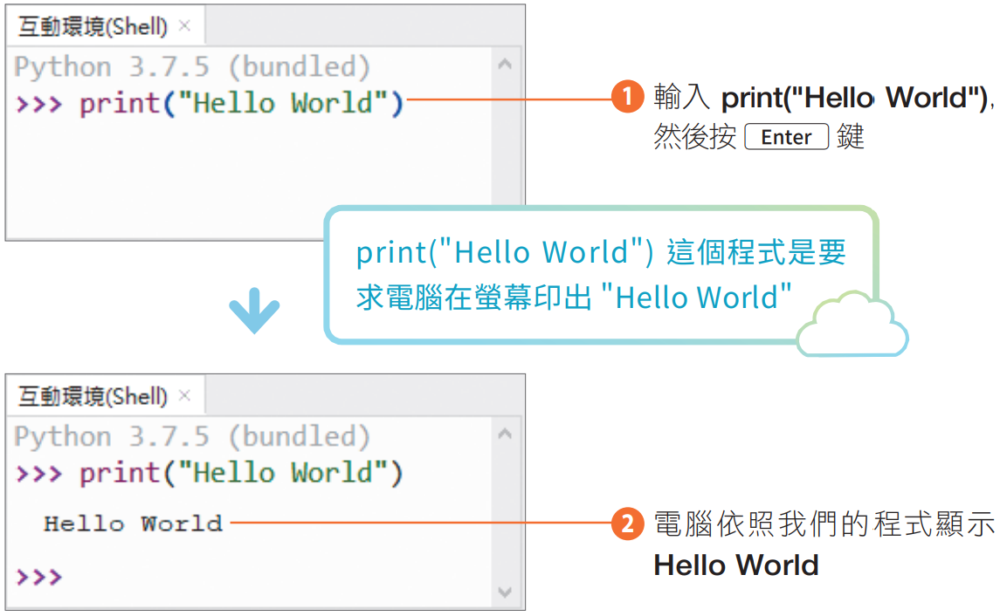 互動環境(Shell) ×
Python 3.7.5 (bundled)
>>> print("Hello World")
1 輸入 print("Hello World"),
然後按 Enter 鍵
print("Hello World") 這個程式是要
求電腦在螢幕印出 "Hello World"
互動環境(Shell) ×
Python 3.7.5 (bundled)
>>> print("Hello World")
Hello World
>>>
2 電腦依照我們的程式顯示
Hello World